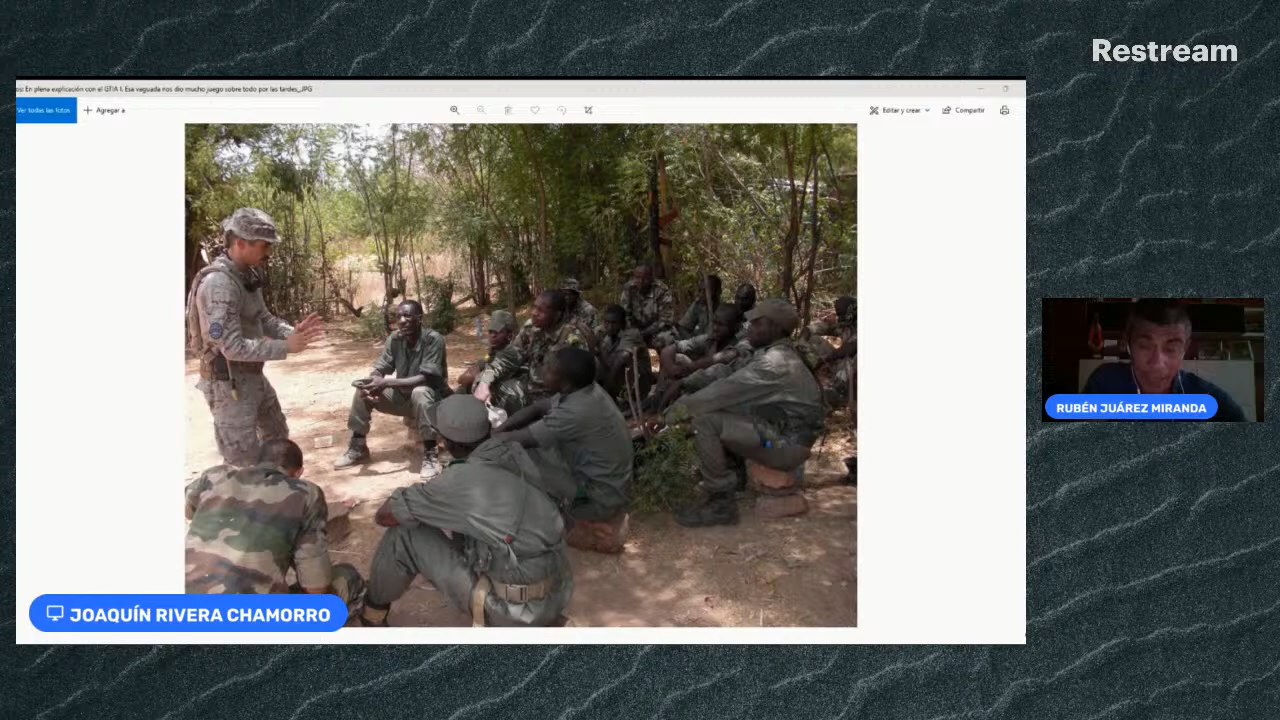 Restream
os: En plena explicación con el GTIA I. Esa vaguada nos dio mucho juego sobre todo por las tardes_.JPG
Ver todas las fotos
Agregar a
Editar y crear
Compartir
RUBÉN JUÁREZ MIRANDA
JOAQUÍN RIVERA CHAMORRO